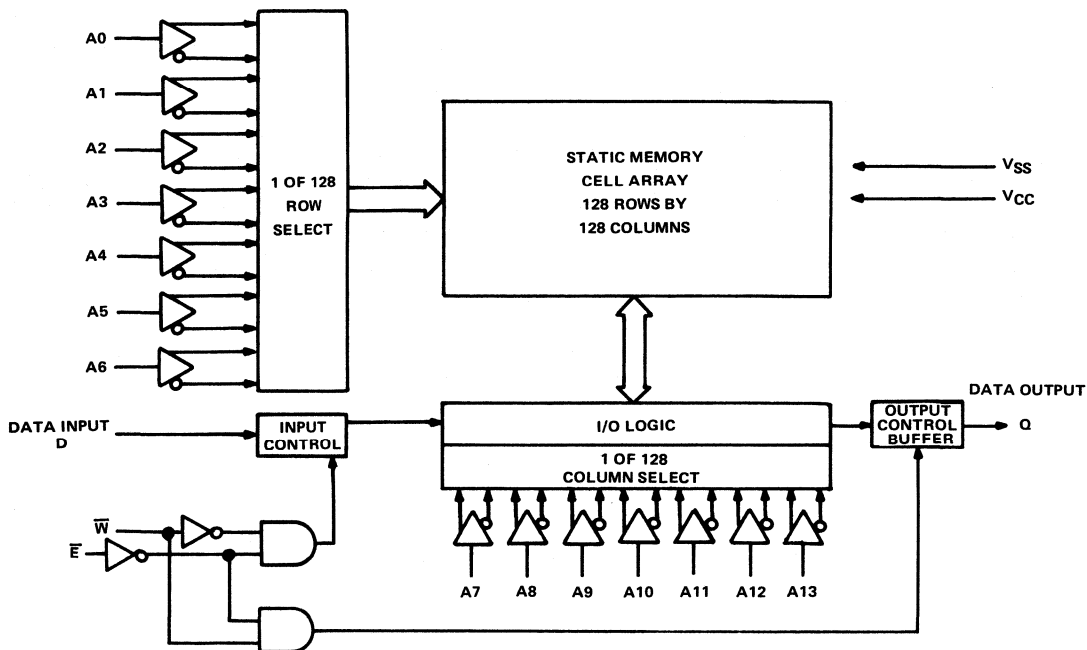 A0
A1
A2
A3
A4
A5
A6
1 OF 128
ROW
SELECT
STATIC MEMORY
CELL ARRAY
128 ROWS BY
128 COLUMNS
VSS
VCC
DATA INPUT
D
INPUT
CONTROL
I/O LOGIC
1 OF 128
COLUMN SELECT
OUTPUT
CONTROL
BUFFER
DATA OUTPUT
Q
W̅
E̅
A7 A8 A9 A10 A11 A12 A13